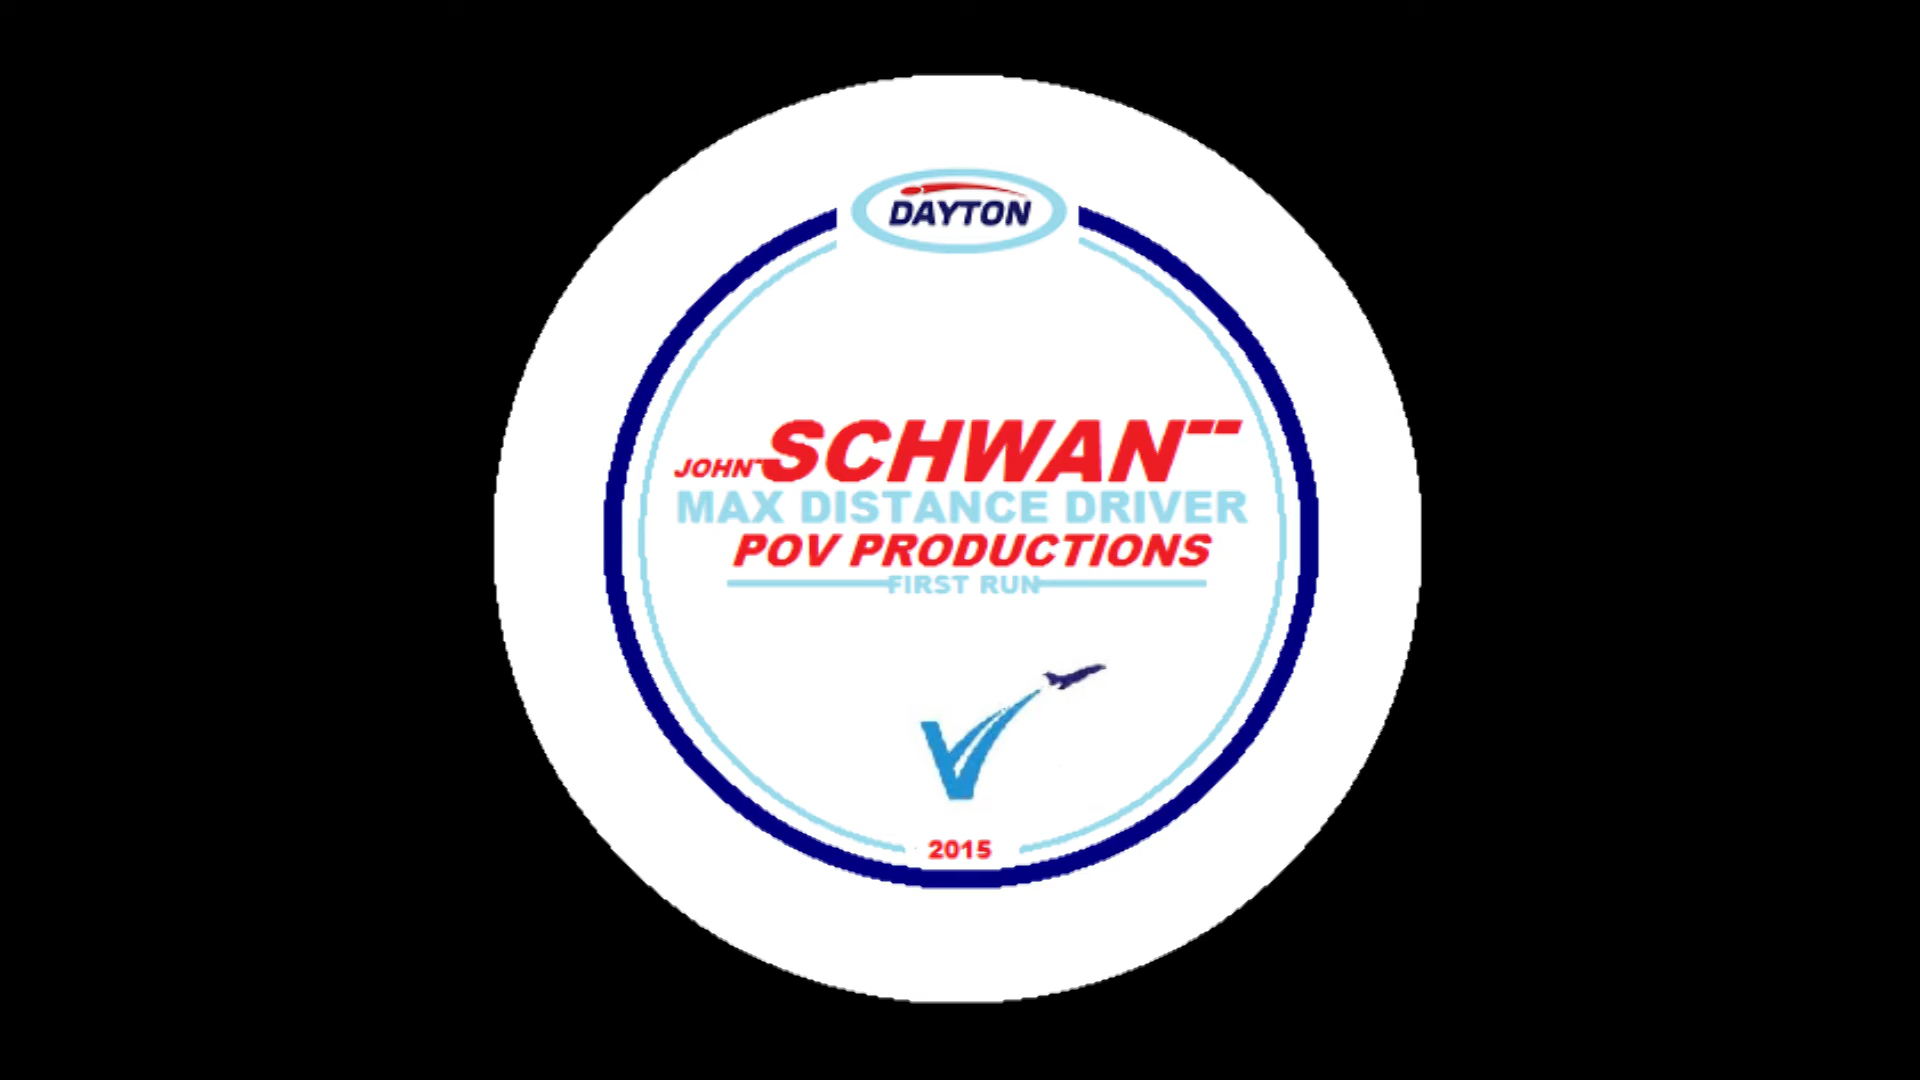 DAYTON
JOHN SCHWAN
MAX DISTANCE DRIVER
POV PRODUCTIONS
FIRST RUN
2015